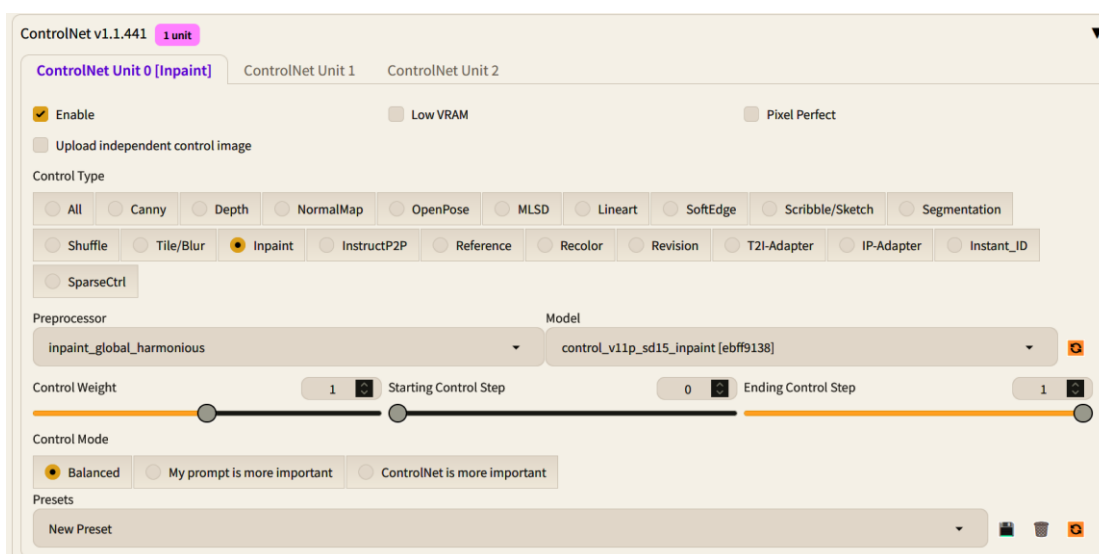 ControlNet v1.1.441 1 unit
ControlNet Unit 0 [Inpaint] ControlNet Unit 1 ControlNet Unit 2
Enable Low VRAM Pixel Perfect
Upload independent control image
Control Type
All Canny Depth NormalMap OpenPose MLSD Lineart SoftEdge Scribble/Sketch Segmentation
Shuffle Tile/Blur Inpaint InstructP2P Reference Recolor Revision T2I-Adapter IP-Adapter Instant_ID
SparseCtrl
Preprocessor Model
inpaint_global_harmonious control_v11p_sd15_inpaint [ebff9138]
Control Weight 1 Starting Control Step 0 Ending Control Step 1
Control Mode
Balanced My prompt is more important ControlNet is more important
Presets
New Preset